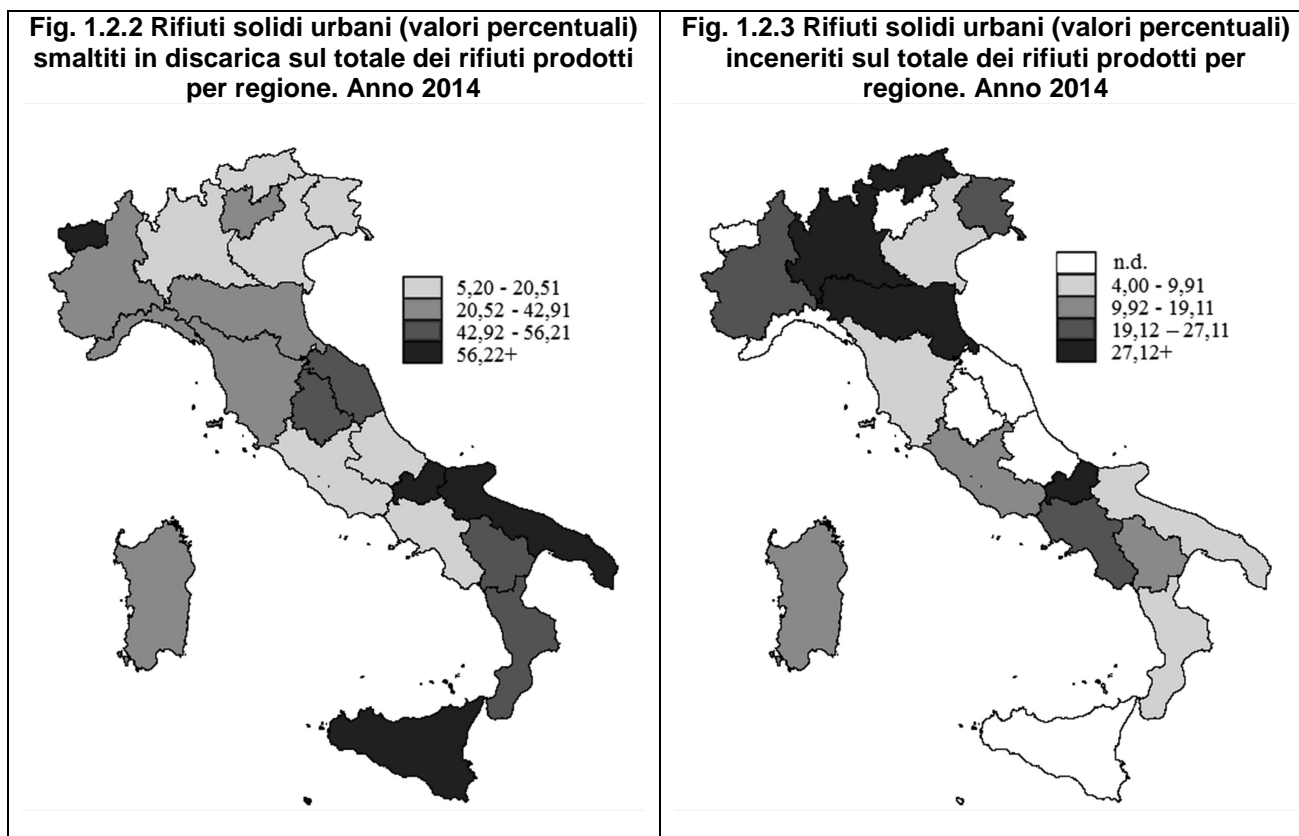 Fig. 1.2.2 Rifiuti solidi urbani (valori percentuali)
smaltiti in discarica sul totale dei rifiuti prodotti
per regione. Anno 2014
5,20 - 20,51
20,52 - 42,91
42,92 - 56,21
56,22+
Fig. 1.2.3 Rifiuti solidi urbani (valori percentuali)
inceneriti sul totale dei rifiuti prodotti per
regione. Anno 2014
n.d.
4,00 - 9,91
9,92 - 19,11
19,12 – 27,11
27,12+